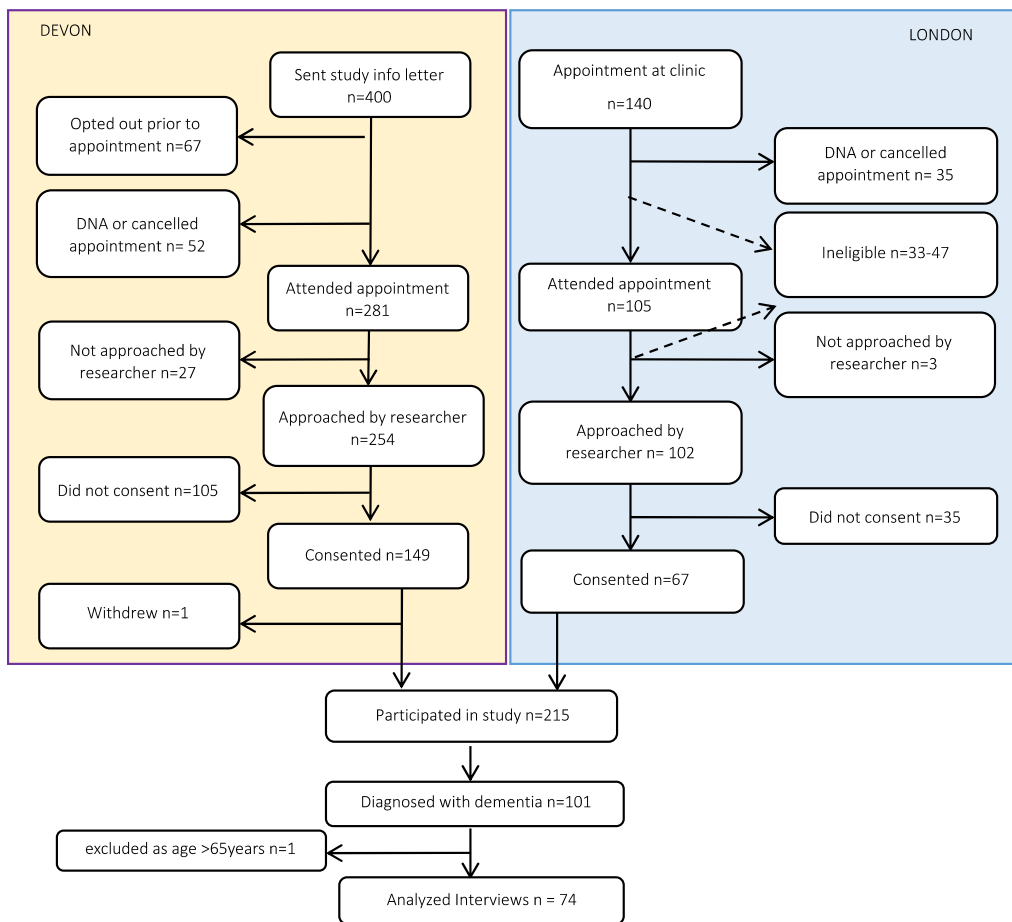 DEVON
Sent study info letter
n=400
Opted out prior to
appointment n=67
DNA or cancelled
appointment n= 52
Attended appointment
n=281
Not approached by
researcher n=27
Approached by researcher
n=254
Did not consent n=105
Consented n=149
Withdrew n=1
LONDON
Appointment at clinic
n=140
DNA or cancelled
appointment n= 35
Ineligible n=33-47
Attended appointment
n=105
Not approached by
researcher n=3
Approached by
researcher n= 102
Did not consent n=35
Consented n=67
Participated in study n=215
Diagnosed with dementia n=101
excluded as age >65years n=1
Analyzed Interviews n = 74